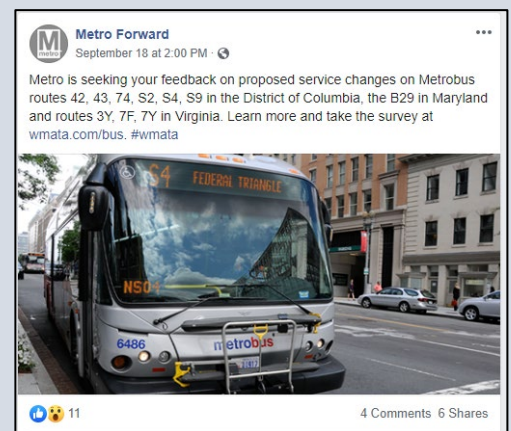 M
metro
Metro Forward
September 18 at 2:00 PM ·
Metro is seeking your feedback on proposed service changes on Metrobus
routes 42, 43, 74, S2, S4, S9 in the District of Columbia, the B29 in Maryland
and routes 3Y, 7F, 7Y in Virginia. Learn more and take the survey at
wmata.com/bus. #wmata
S4 FEDERAL TRIANGLE
6486
metrobus
11
4 Comments 6 Shares